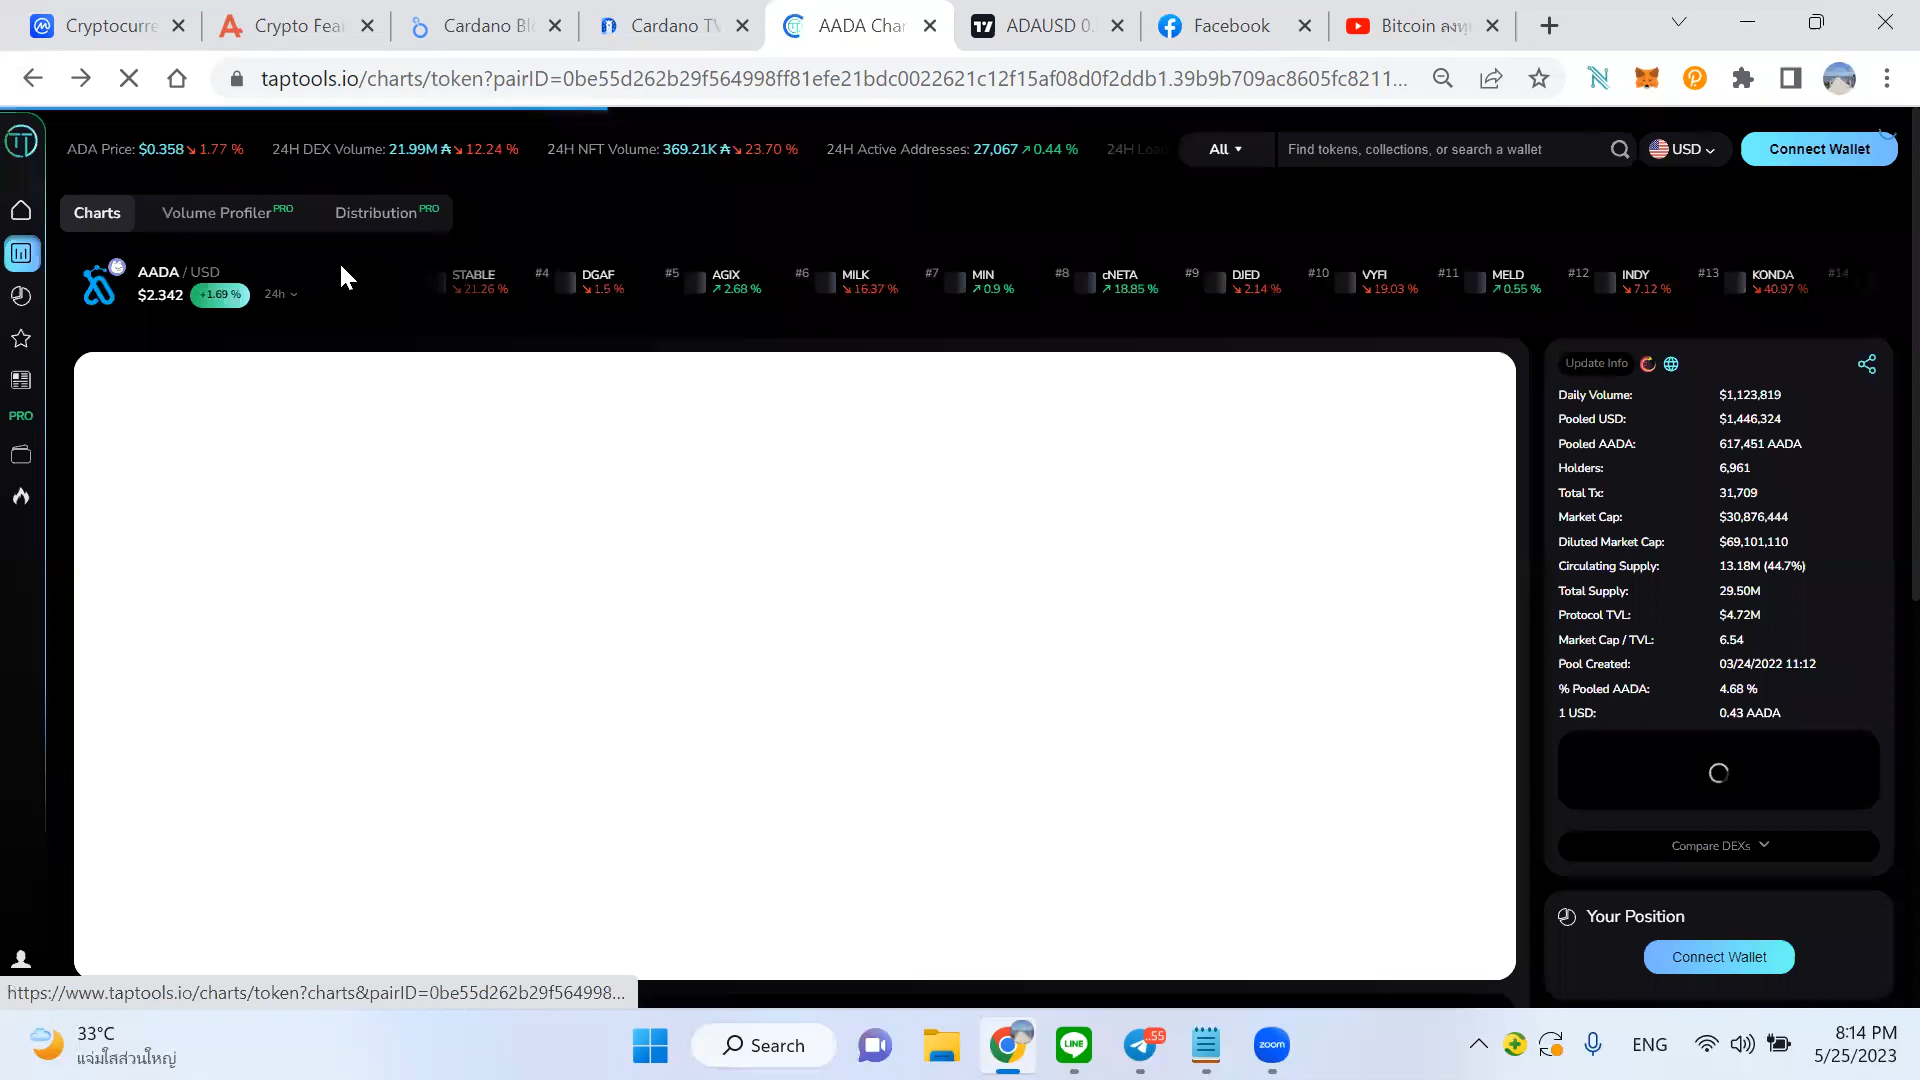 Cryptocurre
Crypto Fea
Cardano Bl
Cardano TV
AADA Char
ADAUSD 0.
Facebook
Bitcoin ลงทุ
taptools.io/charts/token?pairID=0be55d262b29f564998ff81efe21bdc0022621c12f15af08d0f2ddb1.39b9b709ac8605fc8211...
ADA Price: $0.358 ↘ 1.77 % 24H DEX Volume: 21.99M ₳ ↘ 12.24 % 24H NFT Volume: 369.21K ₳ ↘ 23.70 % 24H Active Addresses: 27,067 ↗ 0.44 % 24H Loa
All
Find tokens, collections, or search a wallet
USD
Connect Wallet
Charts
Volume Profiler PRO
Distribution PRO
AADA / USD
$2.342 +1.69 % 24h
STABLE
↘ 21.26 %
#4 DGAF
↘ 1.5 %
#5 AGIX
↗ 2.68 %
#6 MILK
↘ 16.37 %
#7 MIN
↗ 0.9 %
#8 cNETA
↗ 18.85 %
#9 DJED
↘ 2.14 %
#10 VYFI
↘ 19.03 %
#11 MELD
↗ 0.55 %
#12 INDY
↘ 7.12 %
#13 KONDA
↘ 40.97 %
#14
PRO
Update Info
Daily Volume: $1,123,819
Pooled USD: $1,446,324
Pooled AADA: 617,451 AADA
Holders: 6,961
Total Tx: 31,709
Market Cap: $30,876,444
Diluted Market Cap: $69,101,110
Circulating Supply: 13.18M (44.7%)
Total Supply: 29.50M
Protocol TVL: $4.72M
Market Cap / TVL: 6.54
Pool Created: 03/24/2022 11:12
% Pooled AADA: 4.68 %
1 USD: 0.43 AADA
Compare DEXs
Your Position
Connect Wallet
https://www.taptools.io/charts/token?charts&pairID=0be55d262b29f564998...
33°C
แจ่มใสส่วนใหญ่
Search
LINE
55
zoom
ENG
8:14 PM
5/25/2023